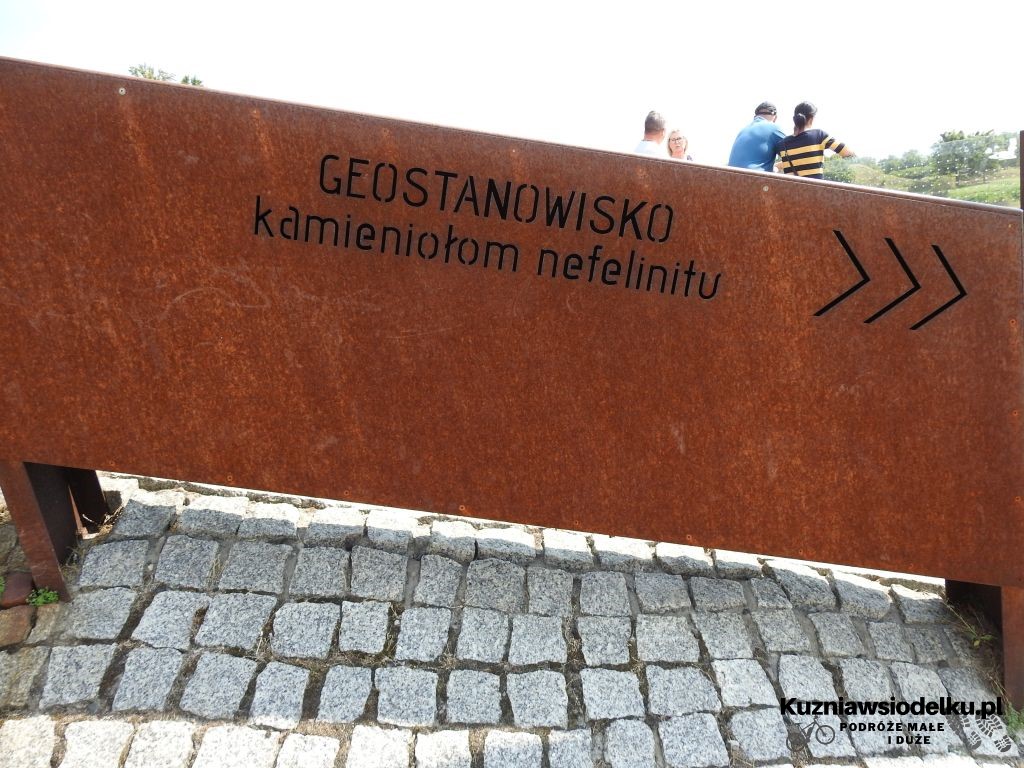 GEOSTANOWISKO
kamieniołom nefelinitu
Kuzniawsiodelku.pl
PODRÓŻE MAŁE
I DUŻE